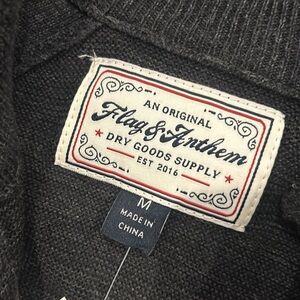 AN ORIGINAL
Flag & Anthem
DRY GOODS SUPPLY
EST 2016
M
MADE IN
CHINA